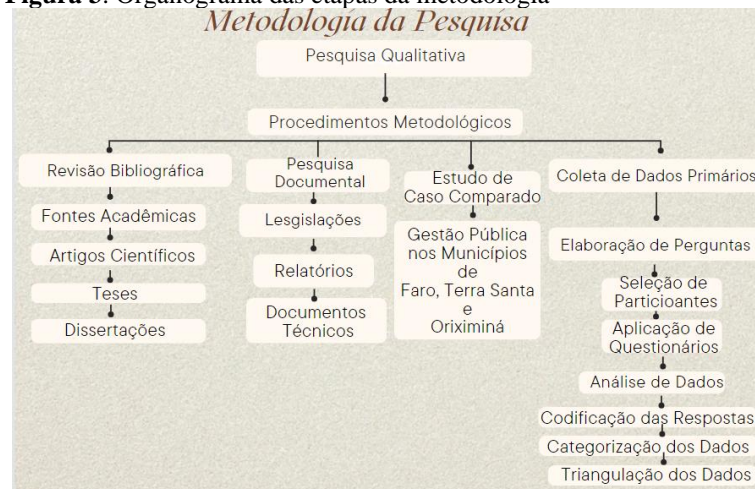 Figura 3: Organograma das etapas da metodologia
Metodologia da Pesquisa
Pesquisa Qualitativa
Procedimentos Metodológicos
Revisão Bibliográfica
Fontes Acadêmicas
Artigos Científicos
Teses
Dissertações
Pesquisa
Documental
Lesgislações
Relatórios
Documentos
Técnicos
Estudo de
Caso Comparado
Gestão Pública
nos Municípios
de
Faro, Terra Santa
e
Oriximiná
Coleta de Dados Primários
Elaboração de Perguntas
Seleção de
Particioantes
Aplicação de
Questionários
Análise de Dados
Codificação das Respostas
Categorização dos Dados
Triangulação dos Dados